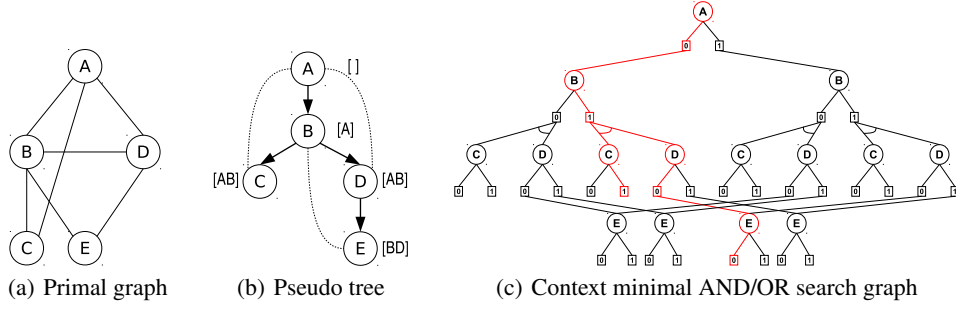 A
B
D
C
E
(a) Primal graph
A
[ ]
B
[A]
[AB]
C
D
[AB]
E
[BD]
(b) Pseudo tree
A
0 1
B B
0 1 0 1
C D C D C D C D
0 1 0 1 0 1 0 1 0 1 0 1 0 1 0 1
E E E E
0 1 0 1 0 1 0 1
(c) Context minimal AND/OR search graph